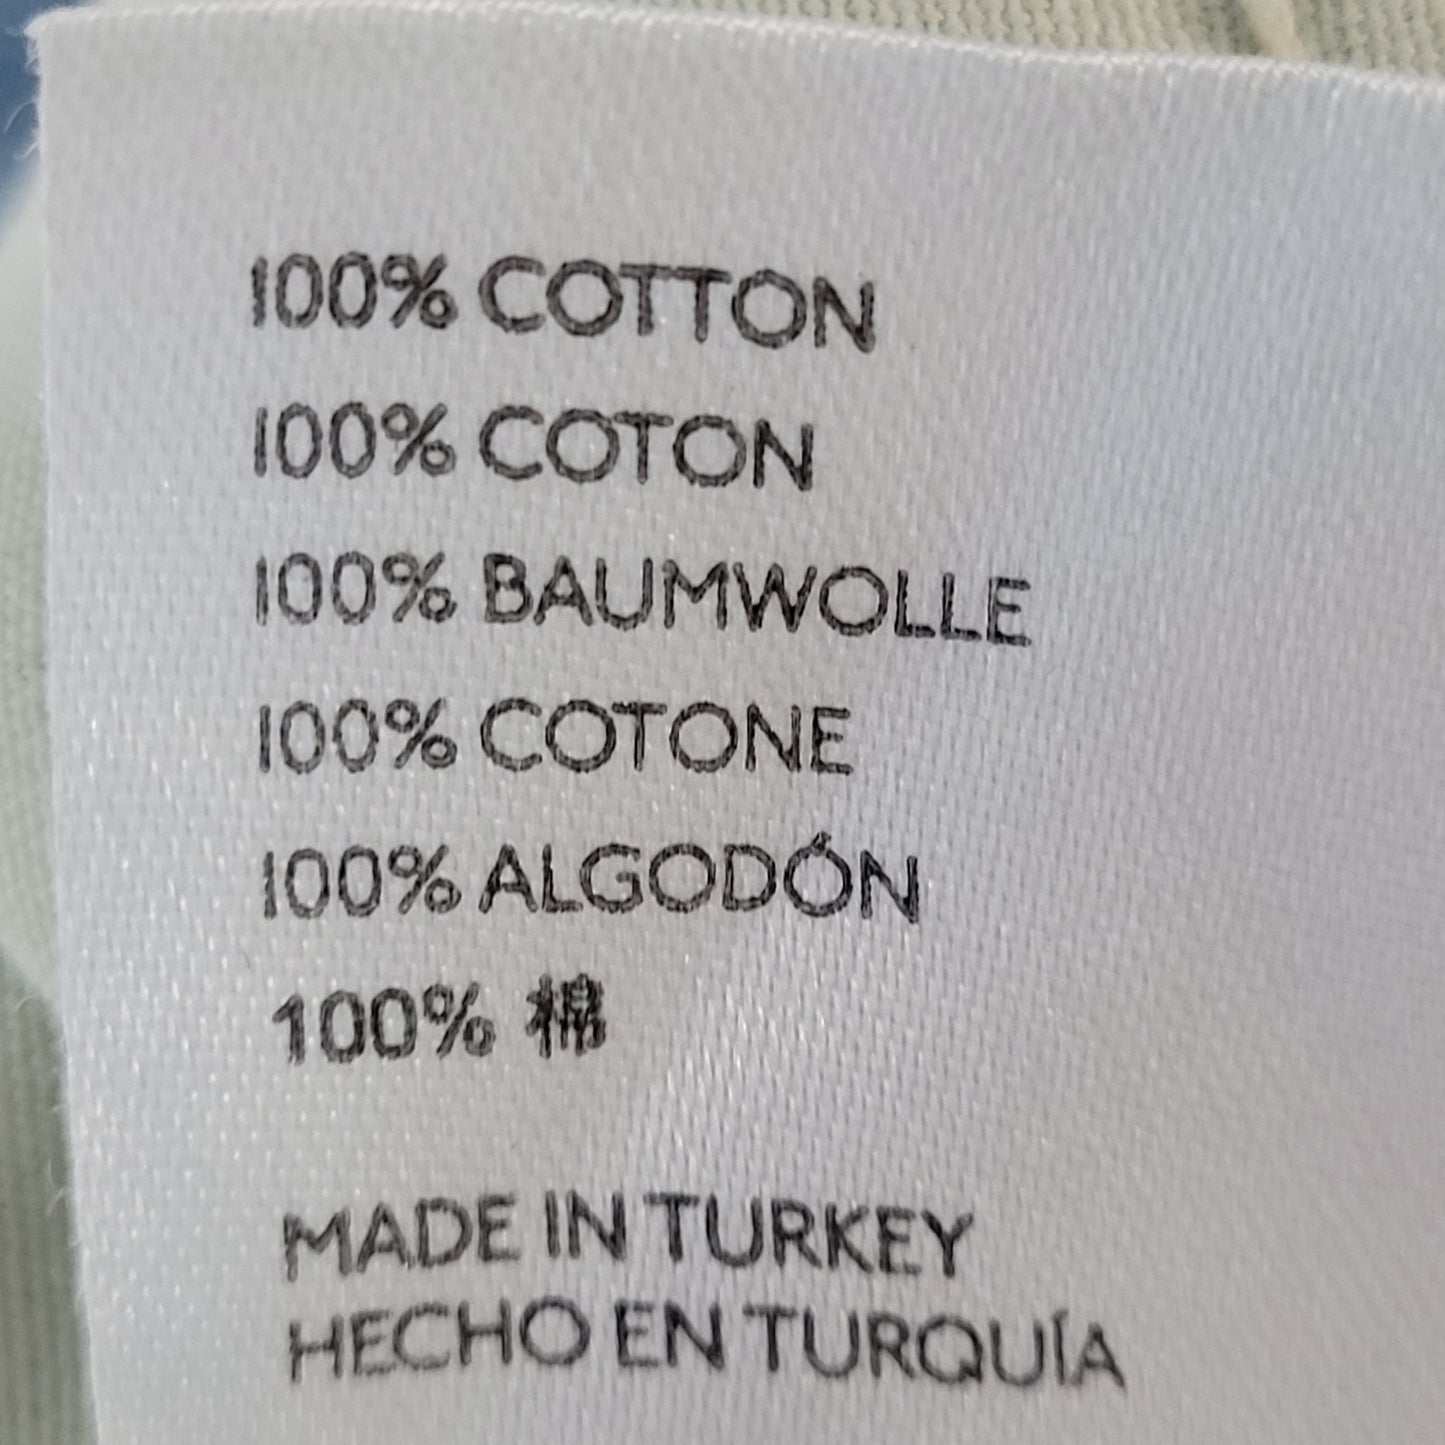 100% COTTON
100% COTON
100% BAUMWOLLE
100% COTONE
100% ALGODÓN
100% 棉
MADE IN TURKEY
HECHO EN TURQUÍA